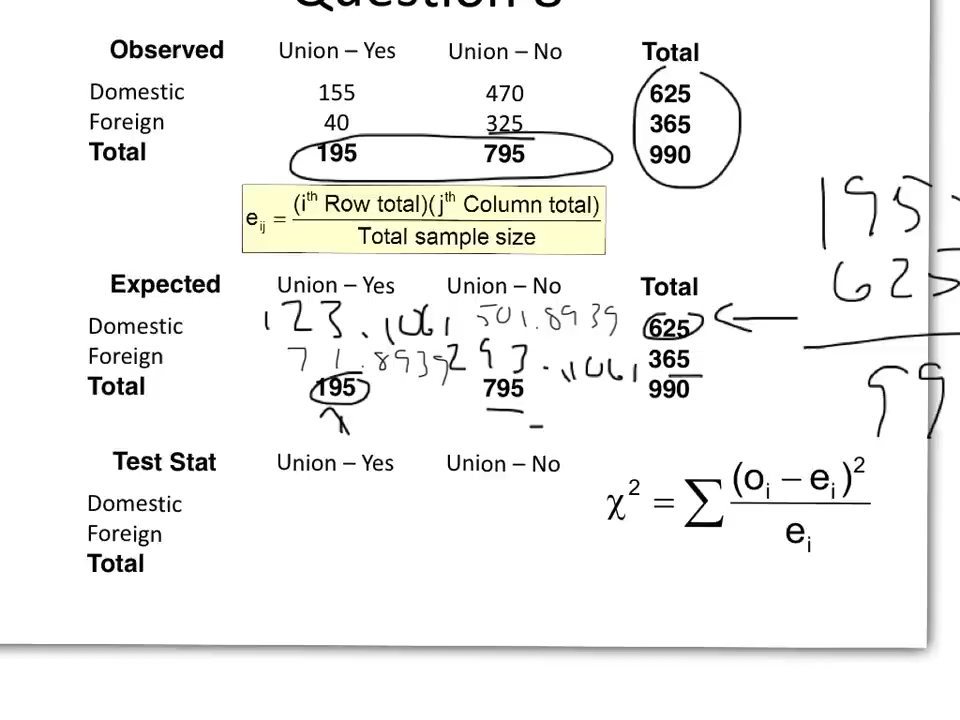 Question 8
Observed Union – Yes Union – No Total
Domestic 155 470 625
Foreign 40 325 365
Total 195 795 990
e_ij = (i^th Row total)(j^th Column total) / Total sample size
195
625
99
Expected Union – Yes Union – No Total
Domestic 123.1061 501.8939 625
Foreign 71.8939 293.1061 365
Total 195 795 990
Test Stat Union – Yes Union – No
Domestic
Foreign
Total
χ² = ∑ (o_i – e_i)² / e_i